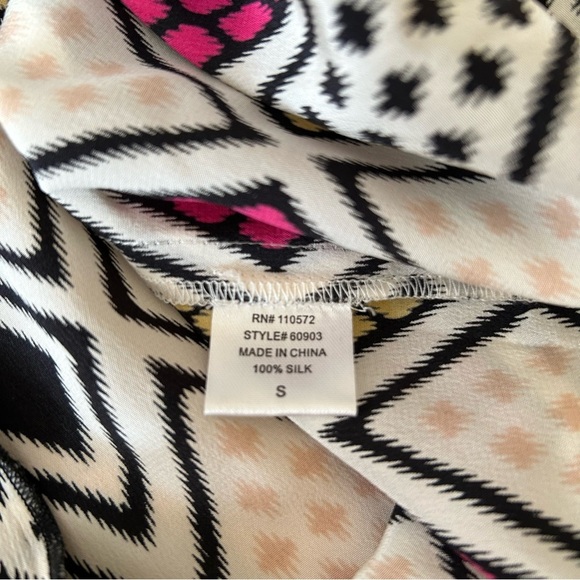 RN# 110572
STYLE# 60903
MADE IN CHINA
100% SILK
S